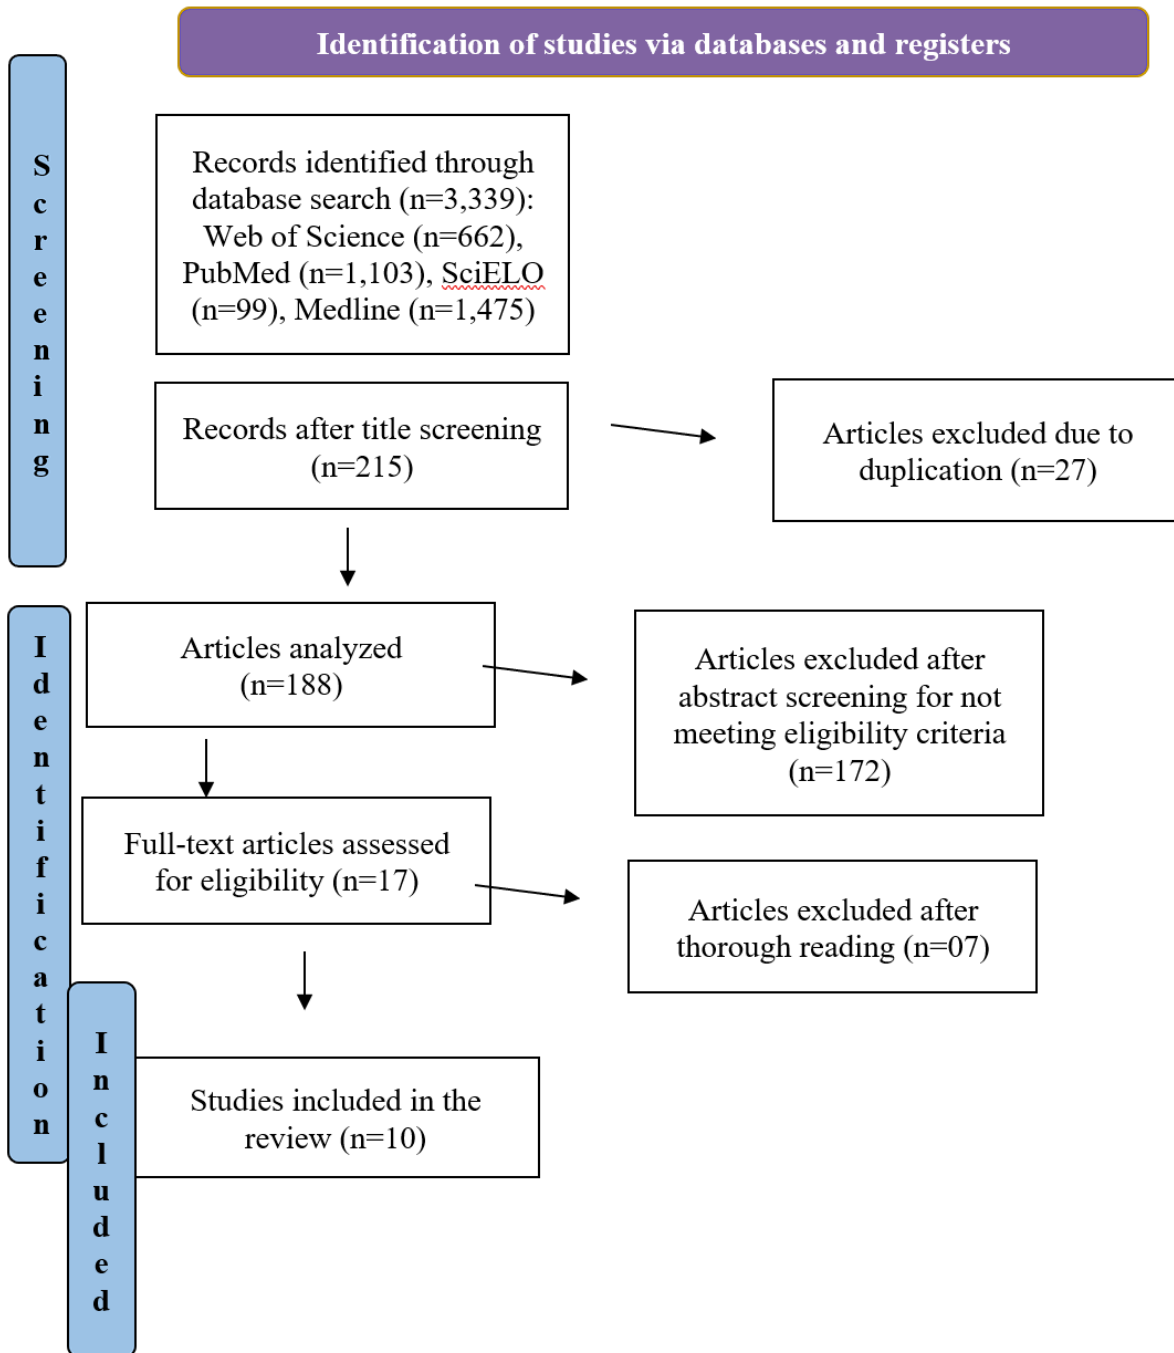 Identification of studies via databases and registers
Screening
Records identified through
database search (n=3,339):
Web of Science (n=662),
PubMed (n=1,103), SciELO
(n=99), Medline (n=1,475)
Records after title screening
(n=215)
Articles excluded due to
duplication (n=27)
Identification
Articles analyzed
(n=188)
Articles excluded after
abstract screening for not
meeting eligibility criteria
(n=172)
Full-text articles assessed
for eligibility (n=17)
Articles excluded after
thorough reading (n=07)
Included
Studies included in the
review (n=10)